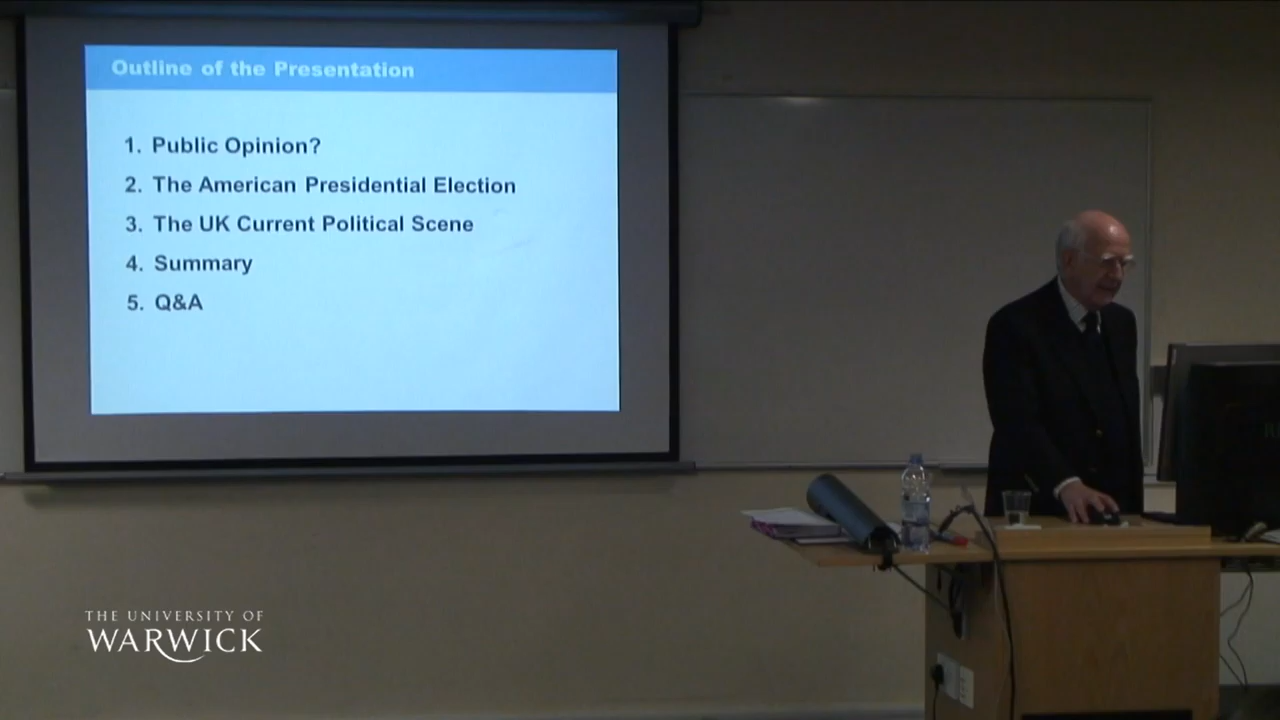 Outline of the Presentation
1. Public Opinion?
2. The American Presidential Election
3. The UK Current Political Scene
4. Summary
5. Q&A
THE UNIVERSITY OF
WARWICK